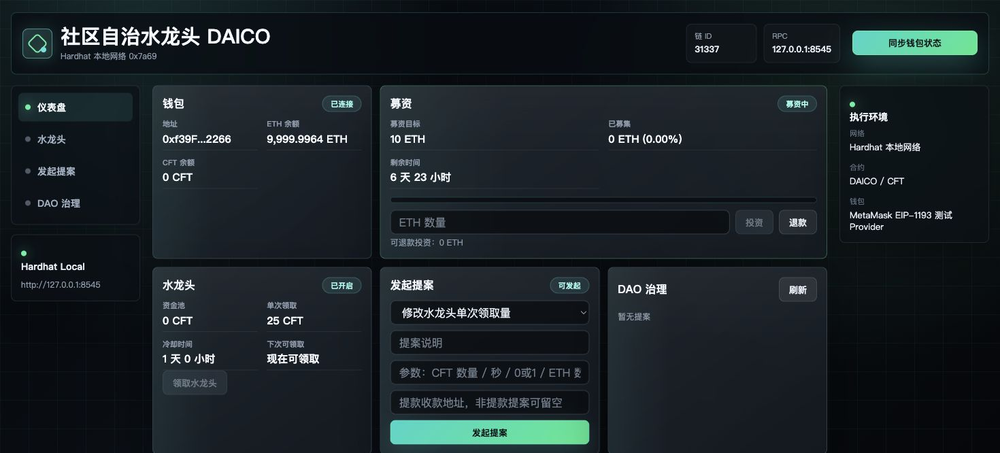 社区自治水龙头 DAICO
Hardhat 本地网络 0x7a69
链 ID
31337
RPC
127.0.0.1:8545
同步钱包状态
仪表盘
水龙头
发起提案
DAO 治理
Hardhat Local
http://127.0.0.1:8545
钱包
已连接
地址
0xf39F...2266
ETH 余额
9,999.9964 ETH
CFT 余额
0 CFT
募资
募资中
募资目标
10 ETH
已募集
0 ETH (0.00%)
剩余时间
6 天 23 小时
ETH 数量
投资
退款
可退款投资：0 ETH
水龙头
已开启
资金池
0 CFT
单次领取
25 CFT
冷却时间
1 天 0 小时
下次可领取
现在可领取
领取水龙头
发起提案
可发起
修改水龙头单次领取量
提案说明
参数：CFT 数量 / 秒 / 0或1 / ETH 数
提款收款地址，非提款提案可留空
发起提案
DAO 治理
刷新
暂无提案
执行环境
网络
Hardhat 本地网络
合约
DAICO / CFT
钱包
MetaMask EIP-1193 测试
Provider